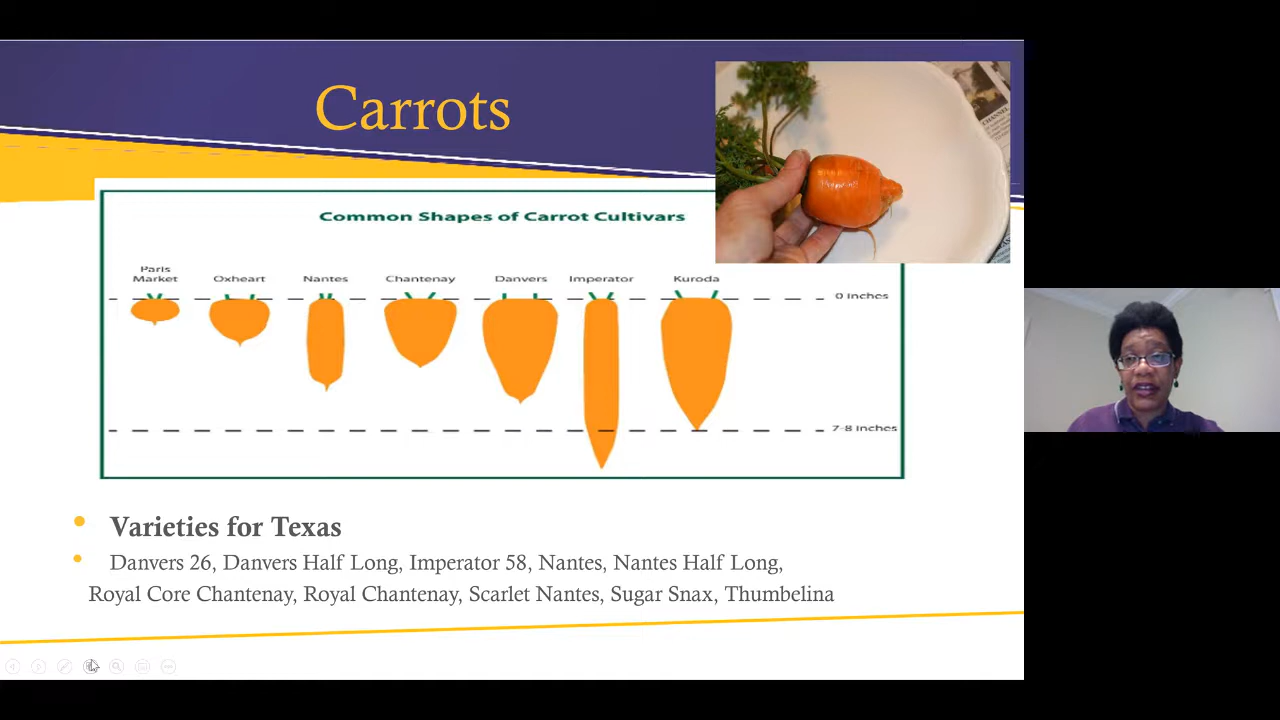 Carrots
CHANNEL
Common Shapes of Carrot Cultivars
Paris
Market Oxheart Nantes Chantenay Danvers Imperator Kuroda
0 inches
7-8 inches
Varieties for Texas
Danvers 26, Danvers Half Long, Imperator 58, Nantes, Nantes Half Long,
Royal Core Chantenay, Royal Chantenay, Scarlet Nantes, Sugar Snax, Thumbelina